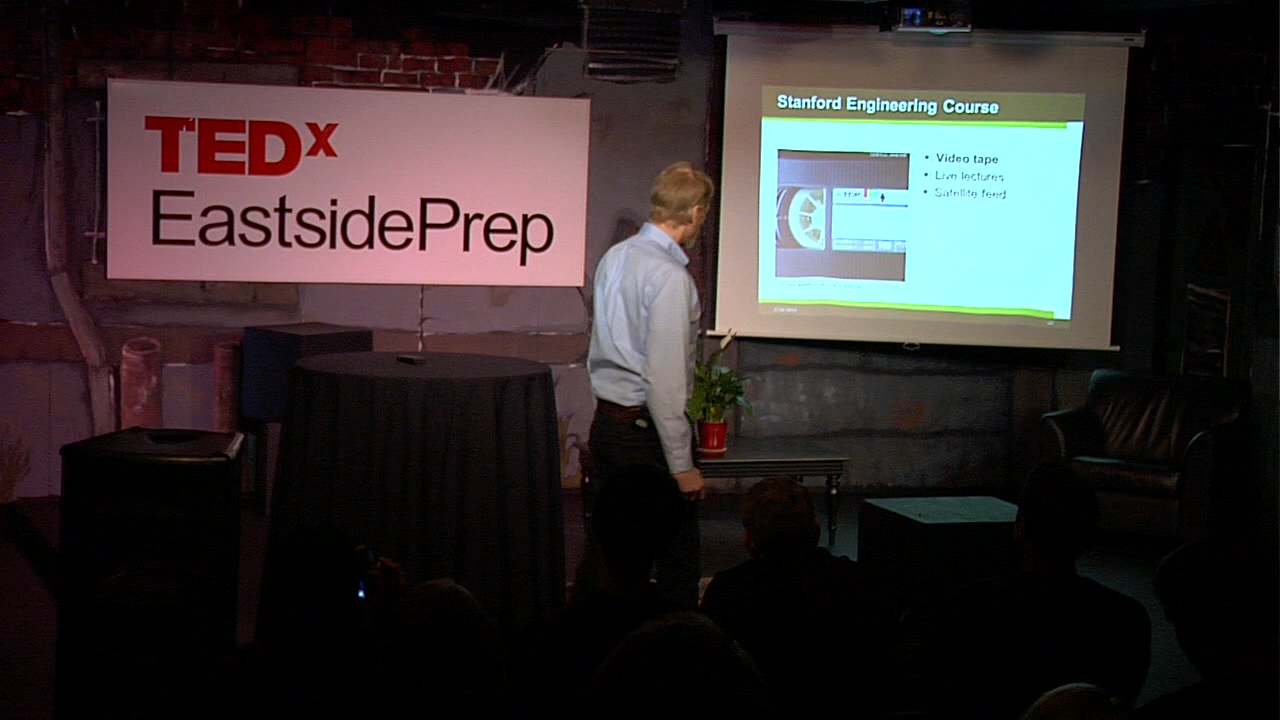 TEDx
EastsidePrep
Stanford Engineering Course
• Video tape
• Live lectures
• Satellite feed